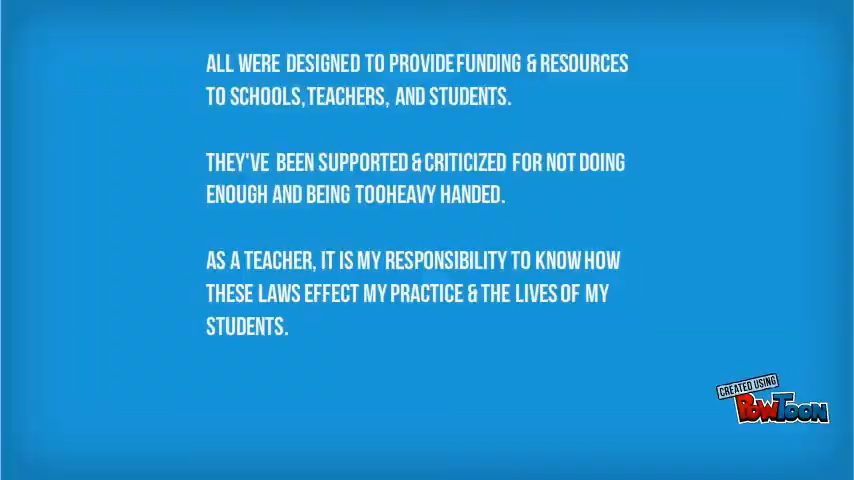 ALL WERE DESIGNED TO PROVIDE FUNDING & RESOURCES
TO SCHOOLS, TEACHERS, AND STUDENTS.
THEY'VE BEEN SUPPORTED & CRITICIZED FOR NOT DOING
ENOUGH AND BEING TOOHEAVY HANDED.
AS A TEACHER, IT IS MY RESPONSIBILITY TO KNOW HOW
THESE LAWS EFFECT MY PRACTICE & THE LIVES OF MY
STUDENTS.
CREATED USING
POWTOON